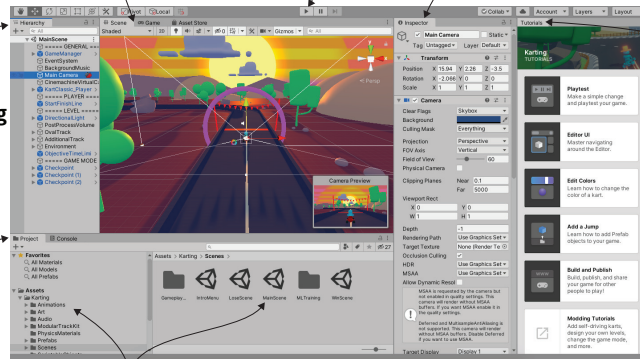 Pivot
Local
Collab
Account
Layers
Layout
Hierarchy
All
MainScene
===== GENERAL ==
GameManager
EventSystem
BackgroundMusic
Main Camera
CinemachineVirtualC
KartClassic_Player
===== PLAYER ====
StartFinishLine
===== LEVEL =====
DirectionalLight
PostProcessVolume
OvalTrack
AdditionalTrack
Environment
===== GAME MODE
ObjectiveTimeLimi
Checkpoint
Checkpoint (1)
Checkpoint (2)
g
Scene
Game
Asset Store
Shaded
2D
0
Gizmos
All
Persp
Camera Preview
Inspector
Main Camera
Static
Tag Untagged Layer Default
Transform
Position X 15.94 Y 2.26 Z -3.5
Rotation X -2.066 Y 0 Z 0
Scale X 1 Y 1 Z 1
Camera
Clear Flags Skybox
Background
Culling Mask Everything
Projection Perspective
FOV Axis Vertical
Field of View 60
Physical Camera
Clipping Planes Near 0.1
Far 5000
Viewport Rect
X 0 Y 0
W 1 H 1
Depth -1
Rendering Path Use Graphics Set
Target Texture None (Render Te
Occlusion Culling
HDR Use Graphics Set
MSAA Use Graphics Set
Allow Dynamic Resol
MSAA is requested by the camera but
not enabled in quality settings. This
camera will render without MSAA
buffers. If you want MSAA enable it in
the quality settings.
Deferred and MultisampleAntiAliasing is
not supported. This camera will render
without MSAA buffers. Disable Deferred
if you want to use MSAA.
Target Display Display 1
Tutorials
Karting
TUTORIALS
Playtest
Make a simple change
and playtest your game.
Editor UI
Master navigating
around the Editor.
Edit Colors
Learn how to change the
color of a kart.
Add a Jump
Learn how to add Prefab
objects to your game.
Build and Publish
Build, publish, and share
your game for other
people to play!
Modding Tutorials
Add self-driving karts,
design your own levels,
change the game mode,
and more.
Project
Console
27
Favorites
All Materials
All Models
All Prefabs
Assets
Karting
Animations
Art
Audio
ModularTrackKit
PhysicsMaterials
Prefabs
Scenes
Assets > Karting > Scenes >
Gameplay...
IntroMenu
LoseScene
MainScene
MLTraining
WinScene